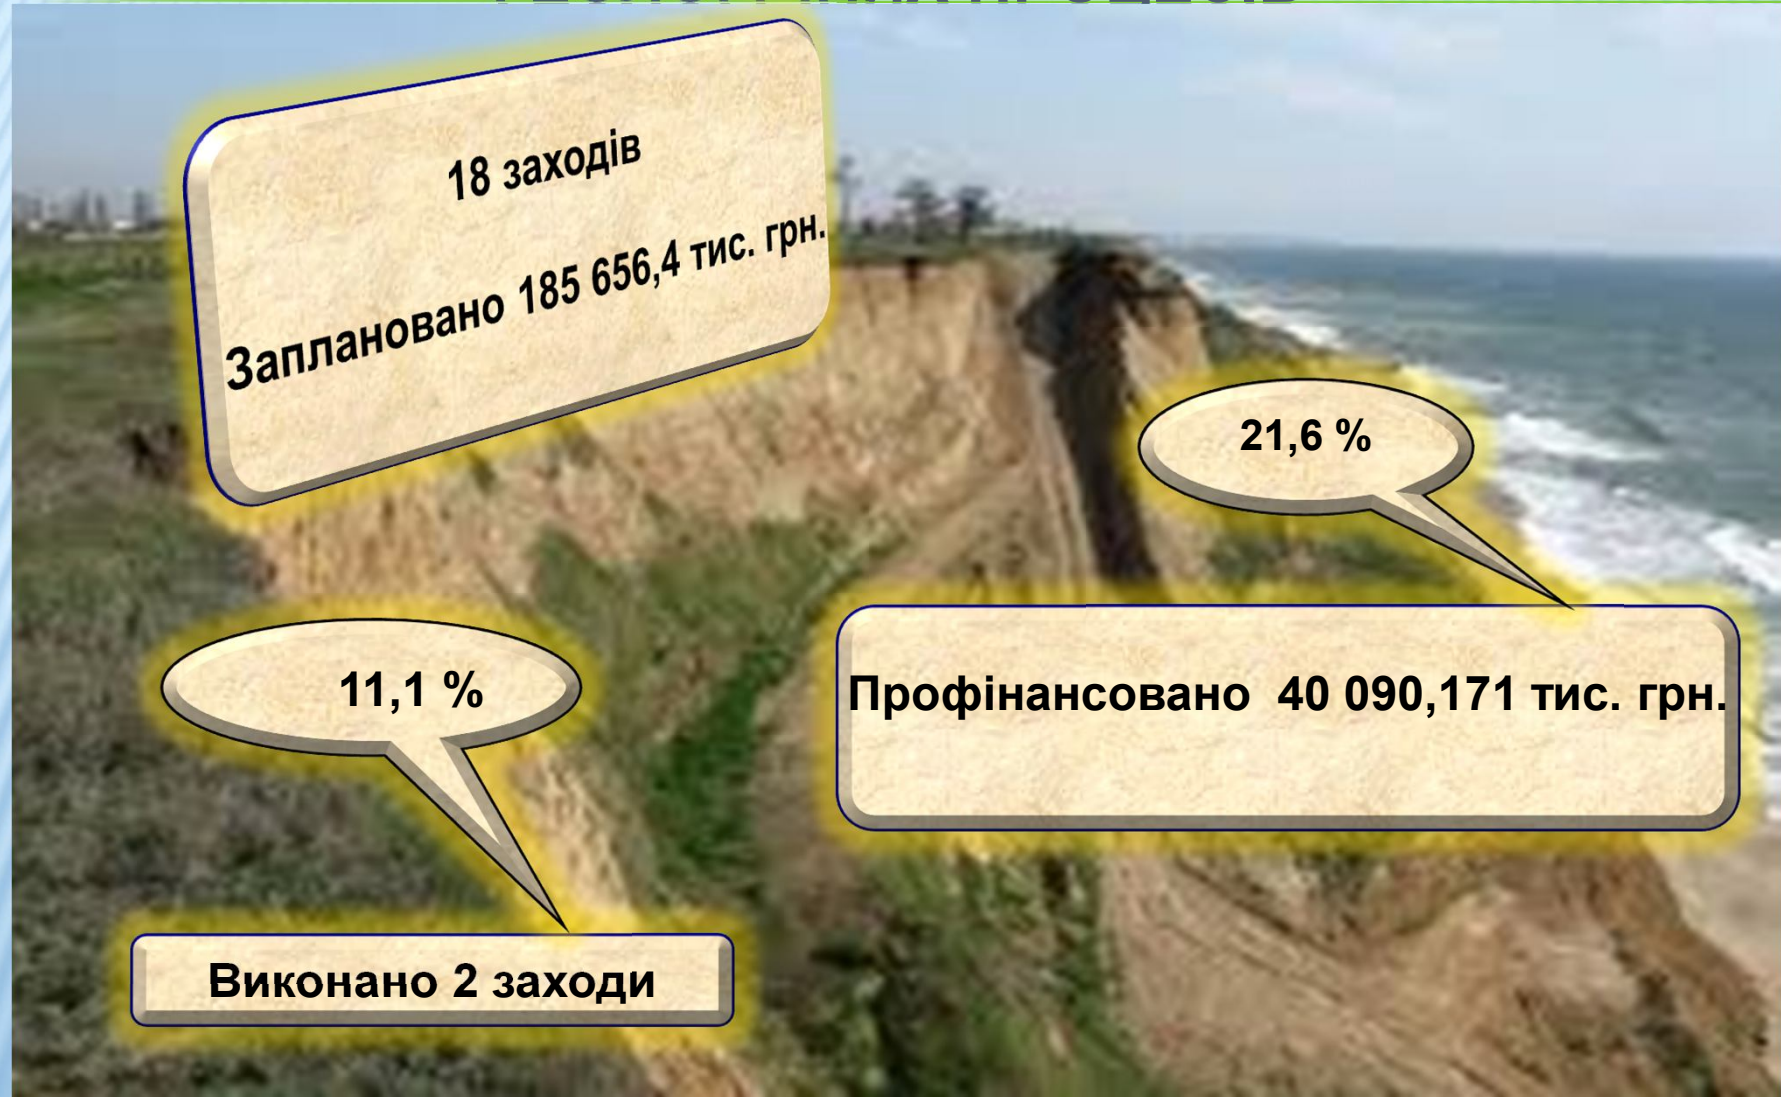 18 заходів
Заплановано 185 656,4 тис. грн.
21,6 %
11,1 %
Профінансовано 40 090,171 тис. грн.
Виконано 2 заходи